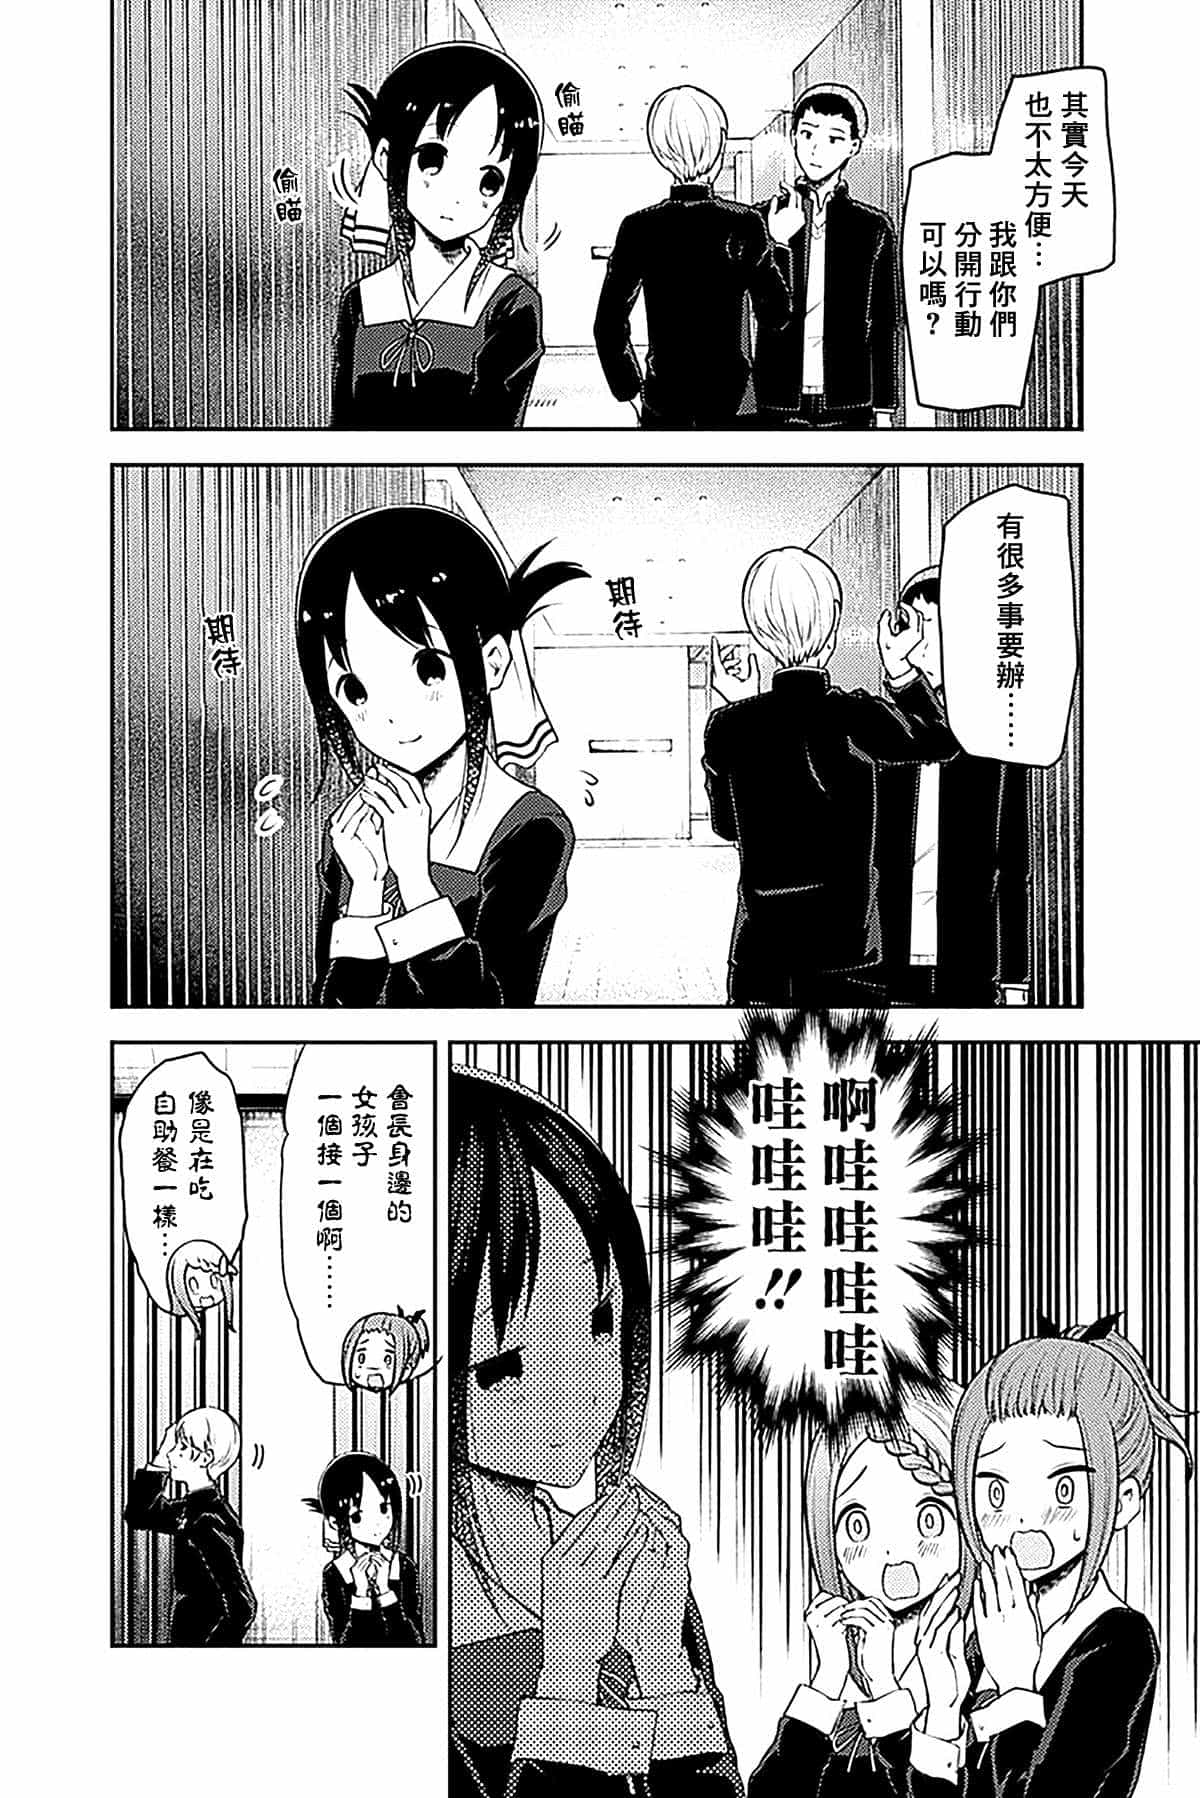 其實今天
也不太方便…
我跟你們
分開行動
可以嗎？
偷瞄
偷瞄
有很多事要辦……
期待
期待
啊哇哇哇哇
哇哇哇!!
會長身邊的
女孩子
一個接一個啊……
像是在吃
自助餐一樣…